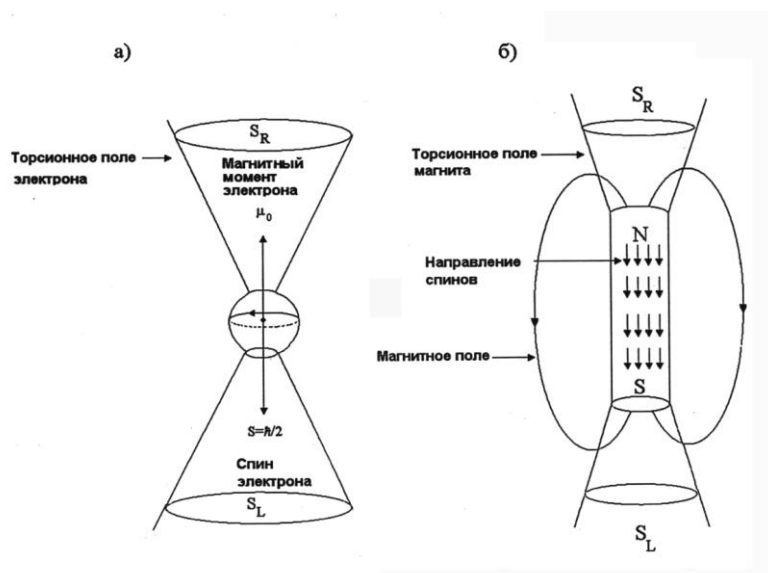 а)
S_R
Торсионное поле
электрона
Магнитный
момент
электрона
μ₀
S=ℏ/2
Спин
электрона
S_L
б)
S_R
Торсионное поле
магнита
N
Направление
спинов
Магнитное поле
S
S_L